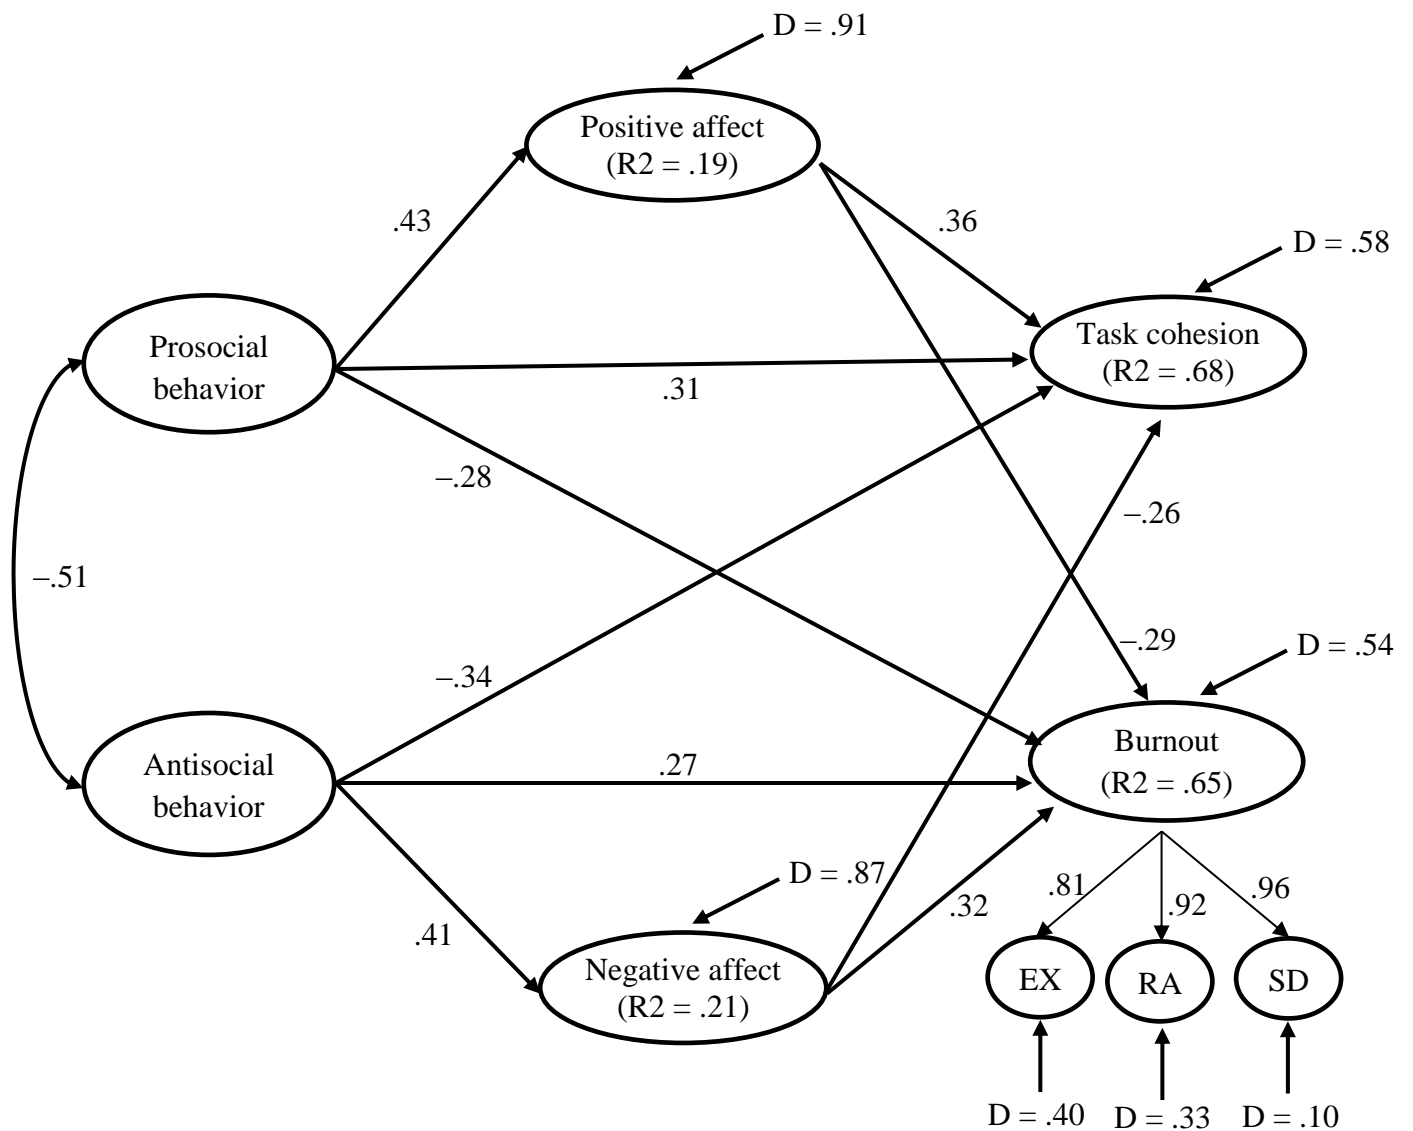 D = .91
Positive affect
(R2 = .19)
.43
.36
D = .58
Prosocial
behavior
Task cohesion
(R2 = .68)
.31
–.28
–.26
–.51
–.29
D = .54
–.34
Antisocial
behavior
.27
Burnout
(R2 = .65)
D = .87
.81
.92
.96
.32
.41
Negative affect
(R2 = .21)
EX
RA
SD
D = .40
D = .33
D = .10